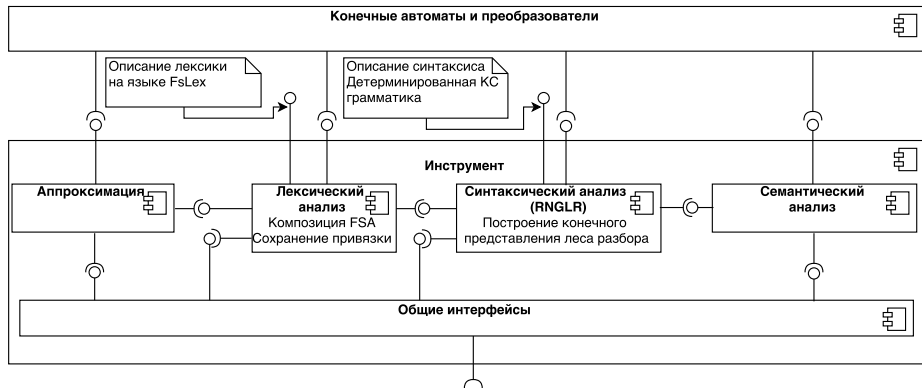 Конечные автоматы и преобразователи
Описание лексики
на языке FsLex
Описание синтаксиса
Детерминированная КС
грамматика
Инструмент
Аппроксимация
Лексический
анализ
Композиция FSA
Сохранение привязки
Синтаксический анализ
(RNGLR)
Построение конечного
представления леса разбора
Семантический
анализ
Общие интерфейсы